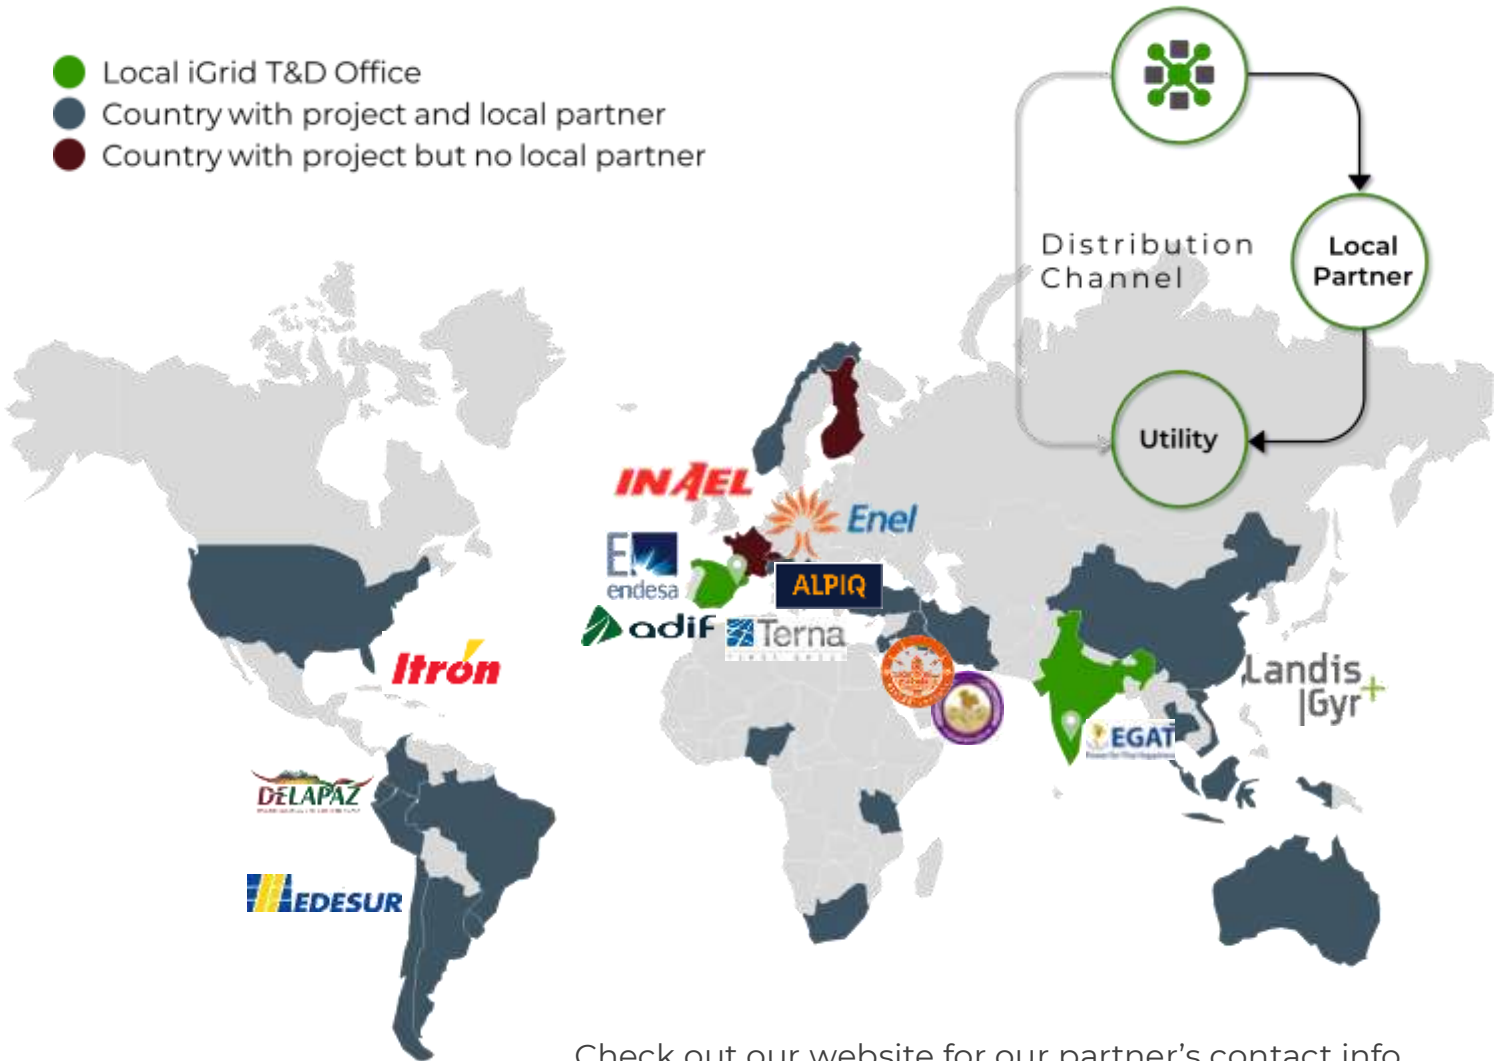 Local iGrid T&D Office
Country with project and local partner
Country with project but no local partner
Distribution
Channel
Local
Partner
Utility
INAEL
Enel
endesa
ALPIQ
adif
Terna
Itrón
Landis
|Gyr+
EGAT
DELAPAZ
EDESUR
Check out our website for our partner's contact info